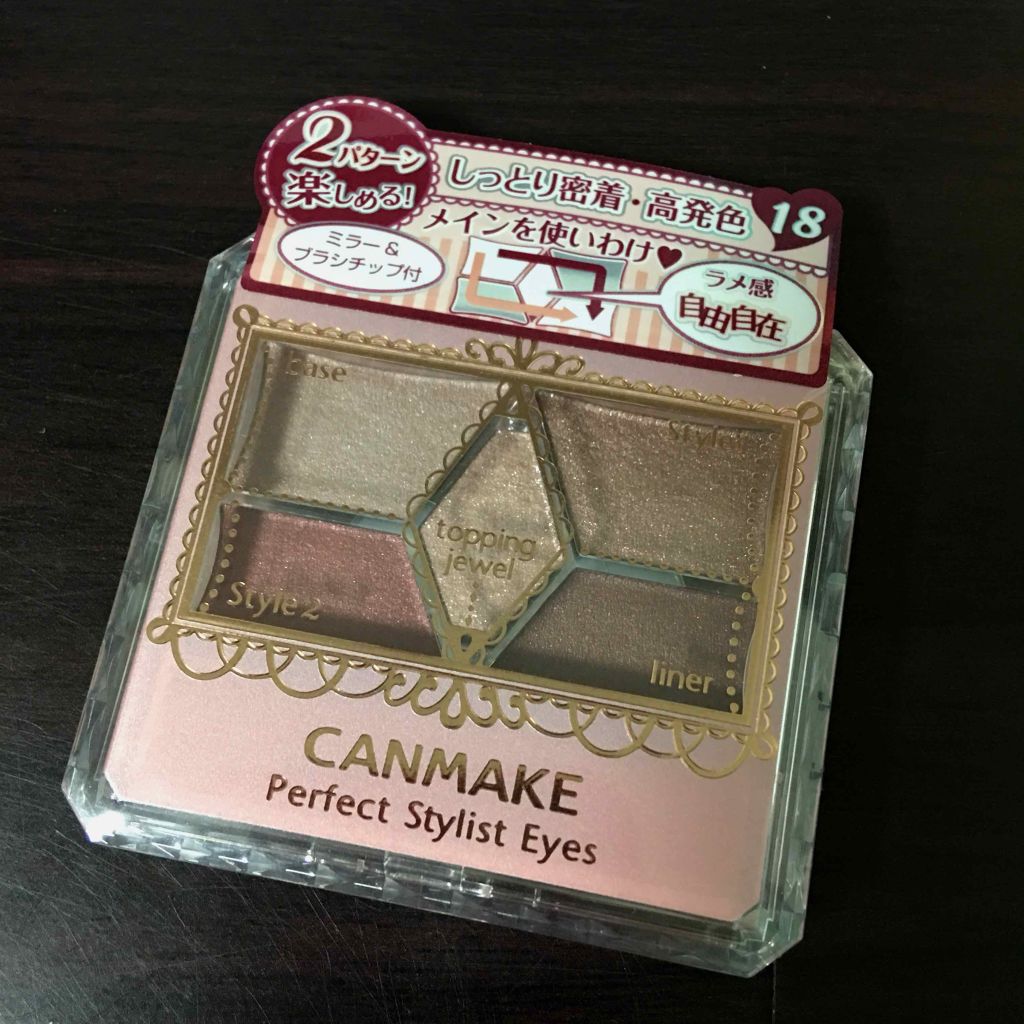 2パターン
楽しめる!
しっとり密着・高発色
18
メインを使いわけ♥
ミラー&
ブラシチップ付
ラメ感
自由自在
base
Style1
topping
jewel
Style 2
liner
CANMAKE
Perfect Stylist Eyes